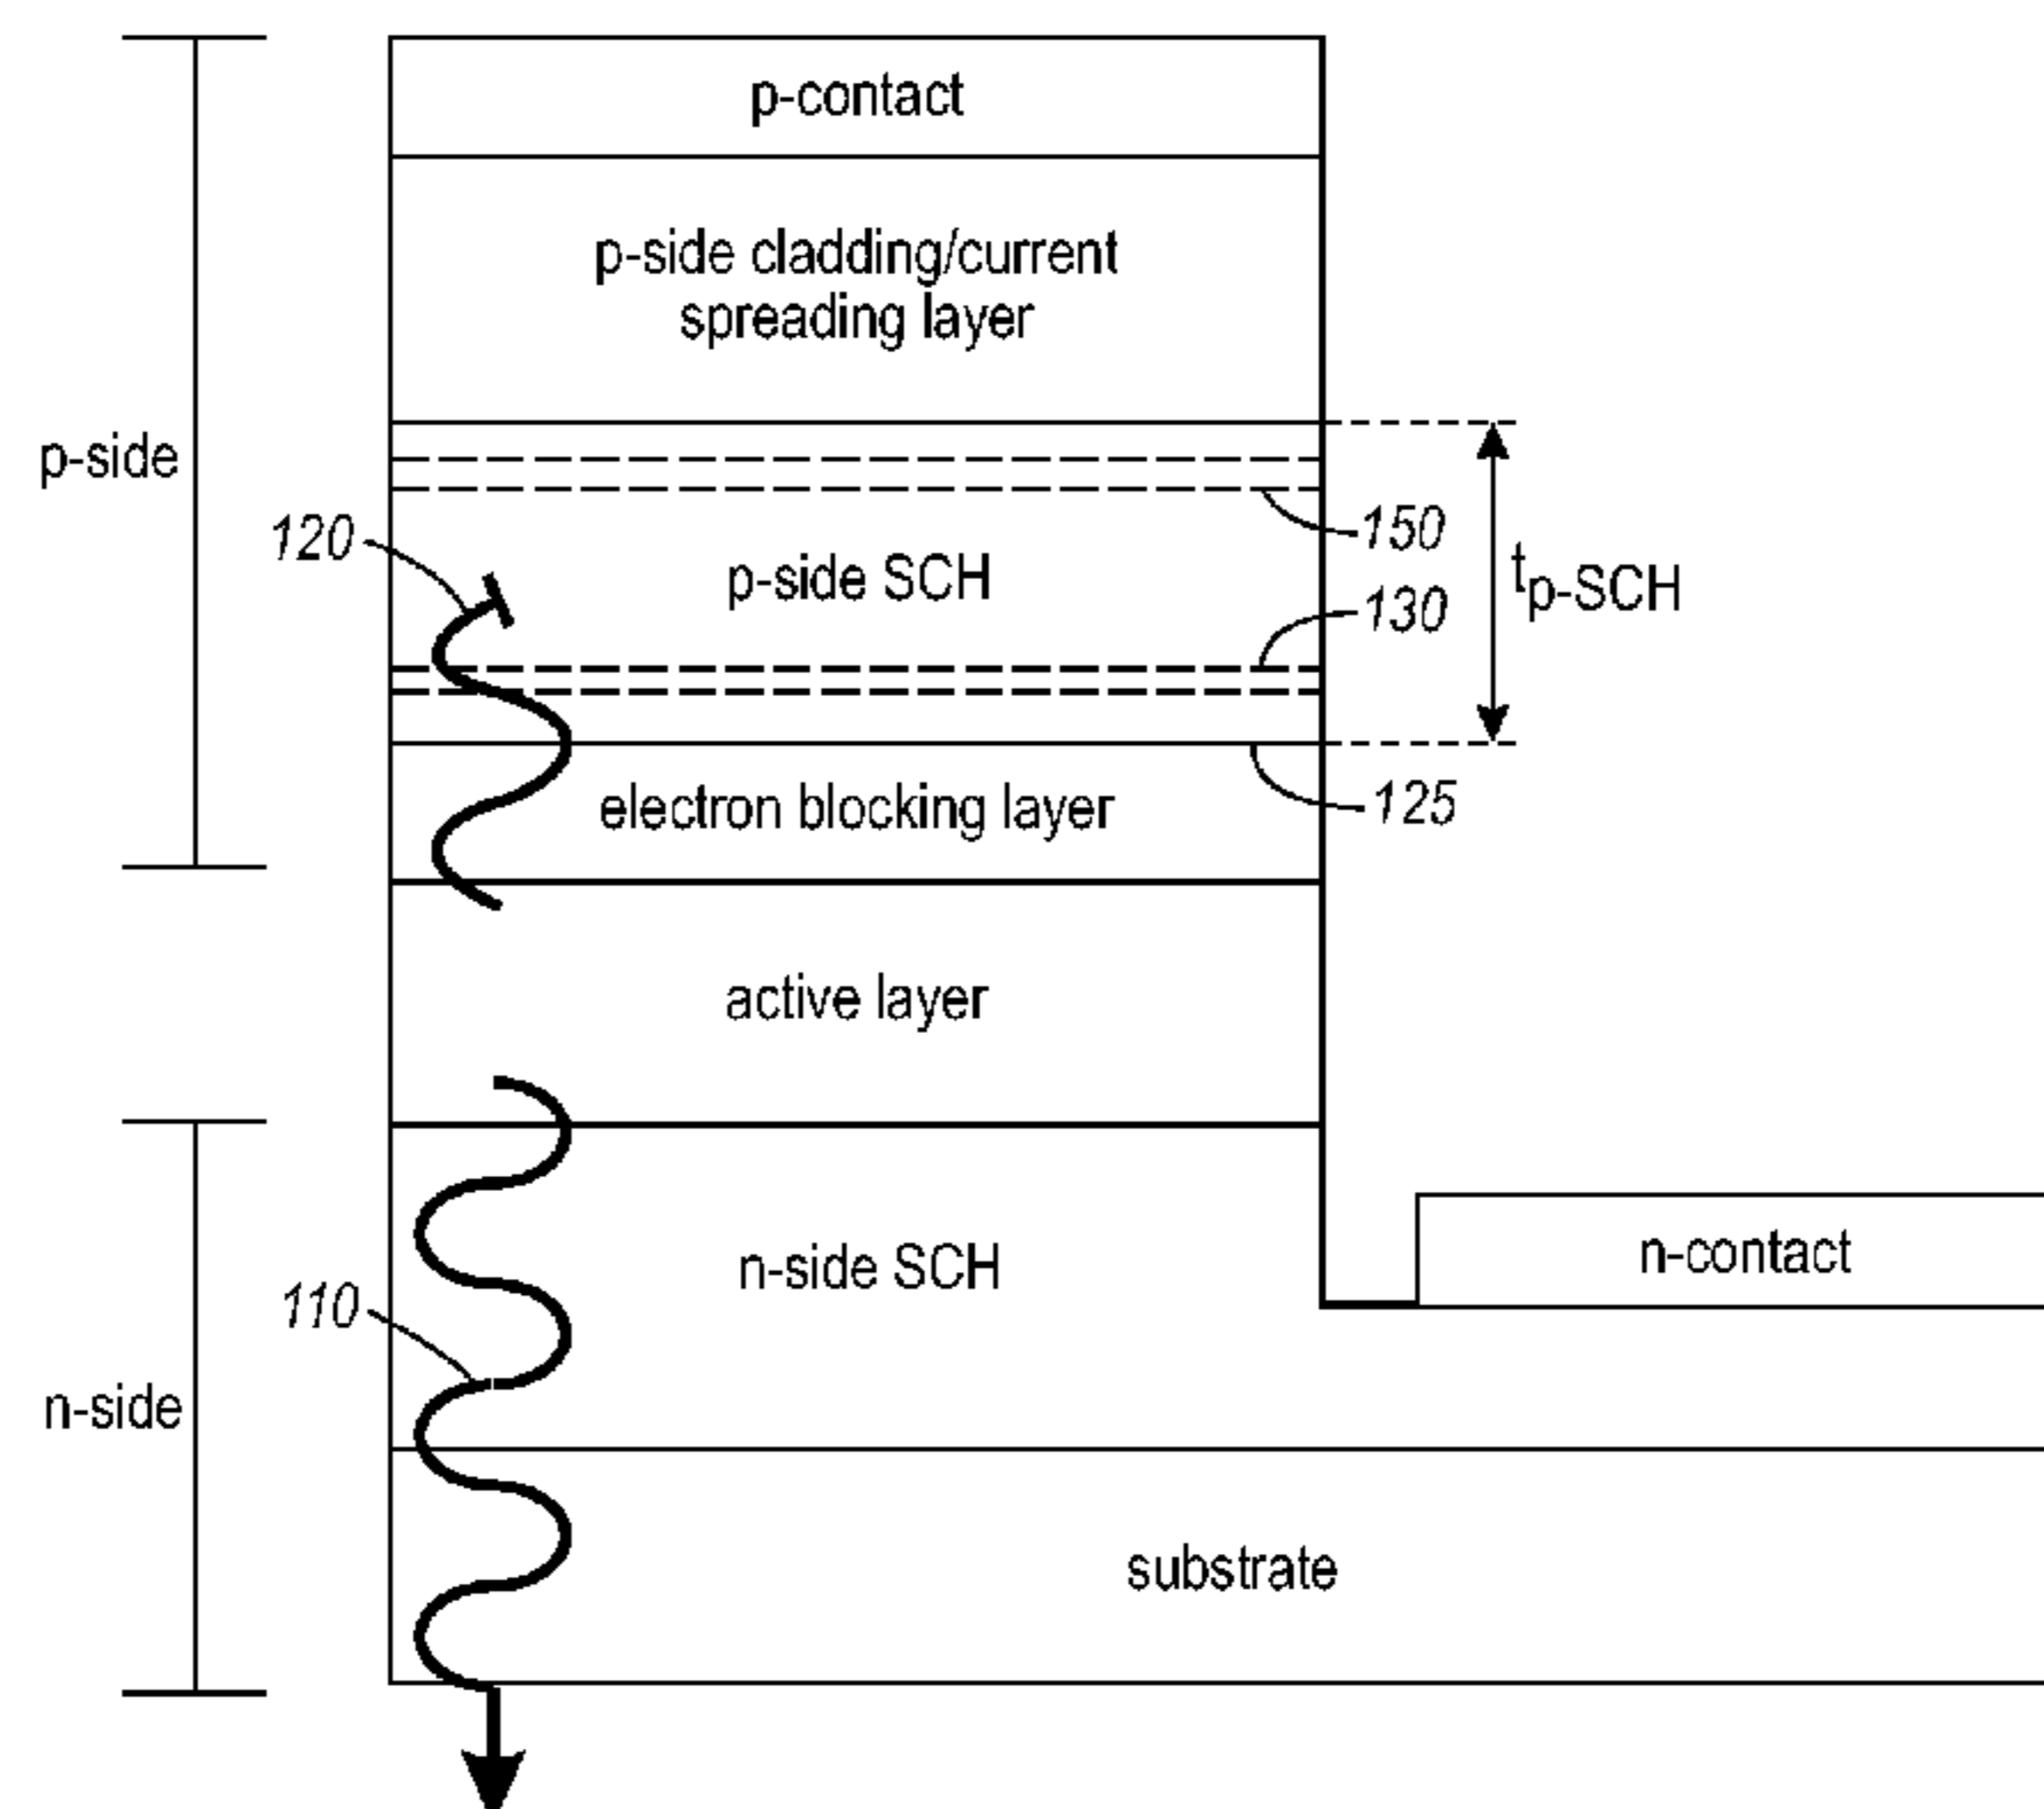 p-contact
p-side cladding/current
spreading layer
p-side
120
150
p-side SCH
tp-SCH
130
electron blocking layer
125
active layer
n-side SCH
n-contact
110
n-side
substrate